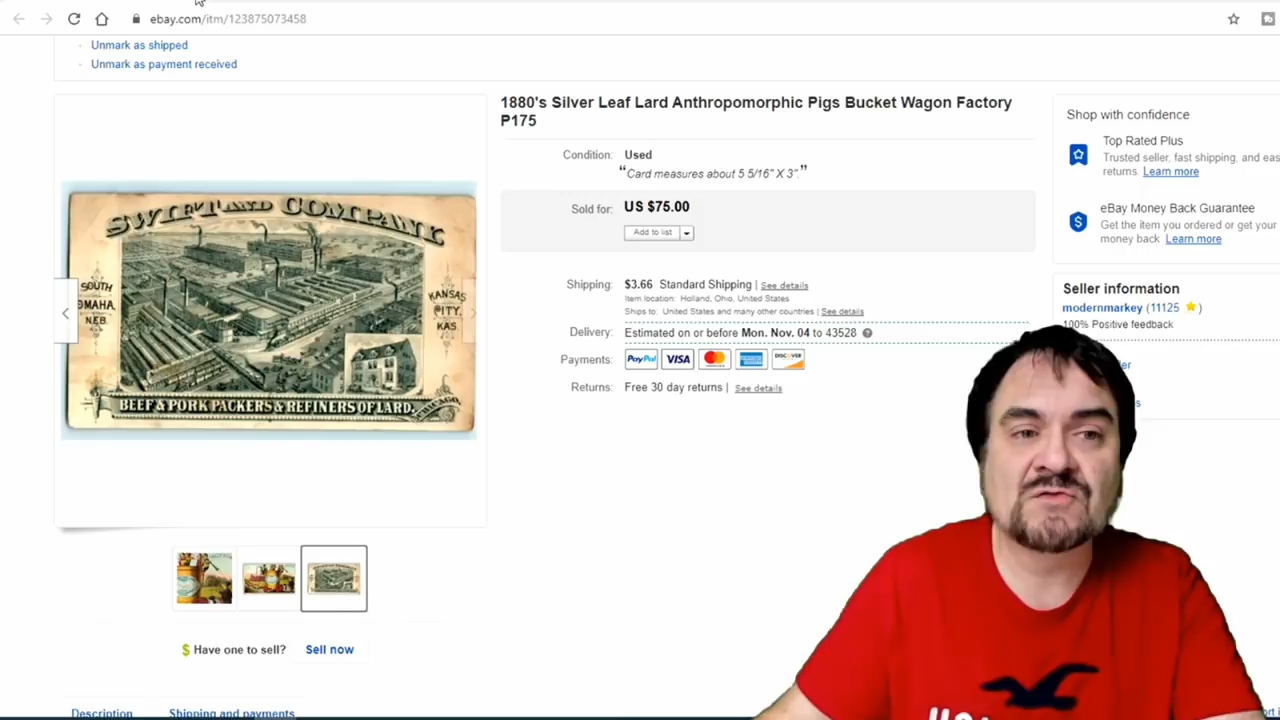 ebay.com/itm/123875073458
Unmark as shipped
Unmark as payment received
1880's Silver Leaf Lard Anthropomorphic Pigs Bucket Wagon Factory
P175
Condition: Used
“Card measures about 5 5/16" X 3".”
Sold for: US $75.00
Add to list
Shipping: $3.66 Standard Shipping | See details
Item location: Holland, Ohio, United States
Ships to: United States and many other countries | See details
Delivery: Estimated on or before Mon. Nov. 04 to 43528
Payments: PayPal VISA MasterCard AMERICAN EXPRESS DISCOVER
Returns: Free 30 day returns | See details
Shop with confidence
Top Rated Plus
Trusted seller, fast shipping, and eas
returns. Learn more
eBay Money Back Guarantee
Get the item you ordered or get your
money back Learn more
Seller information
modernmarkey (11125 )
100% Positive feedback
SWIFT AND COMPANY
SOUTH
OMAHA,
NEB.
KANSAS
CITY,
KAS.
BEEF & PORK PACKERS & REFINERS OF LARD.
CHICAGO.
$ Have one to sell? Sell now
Description Shipping and payments